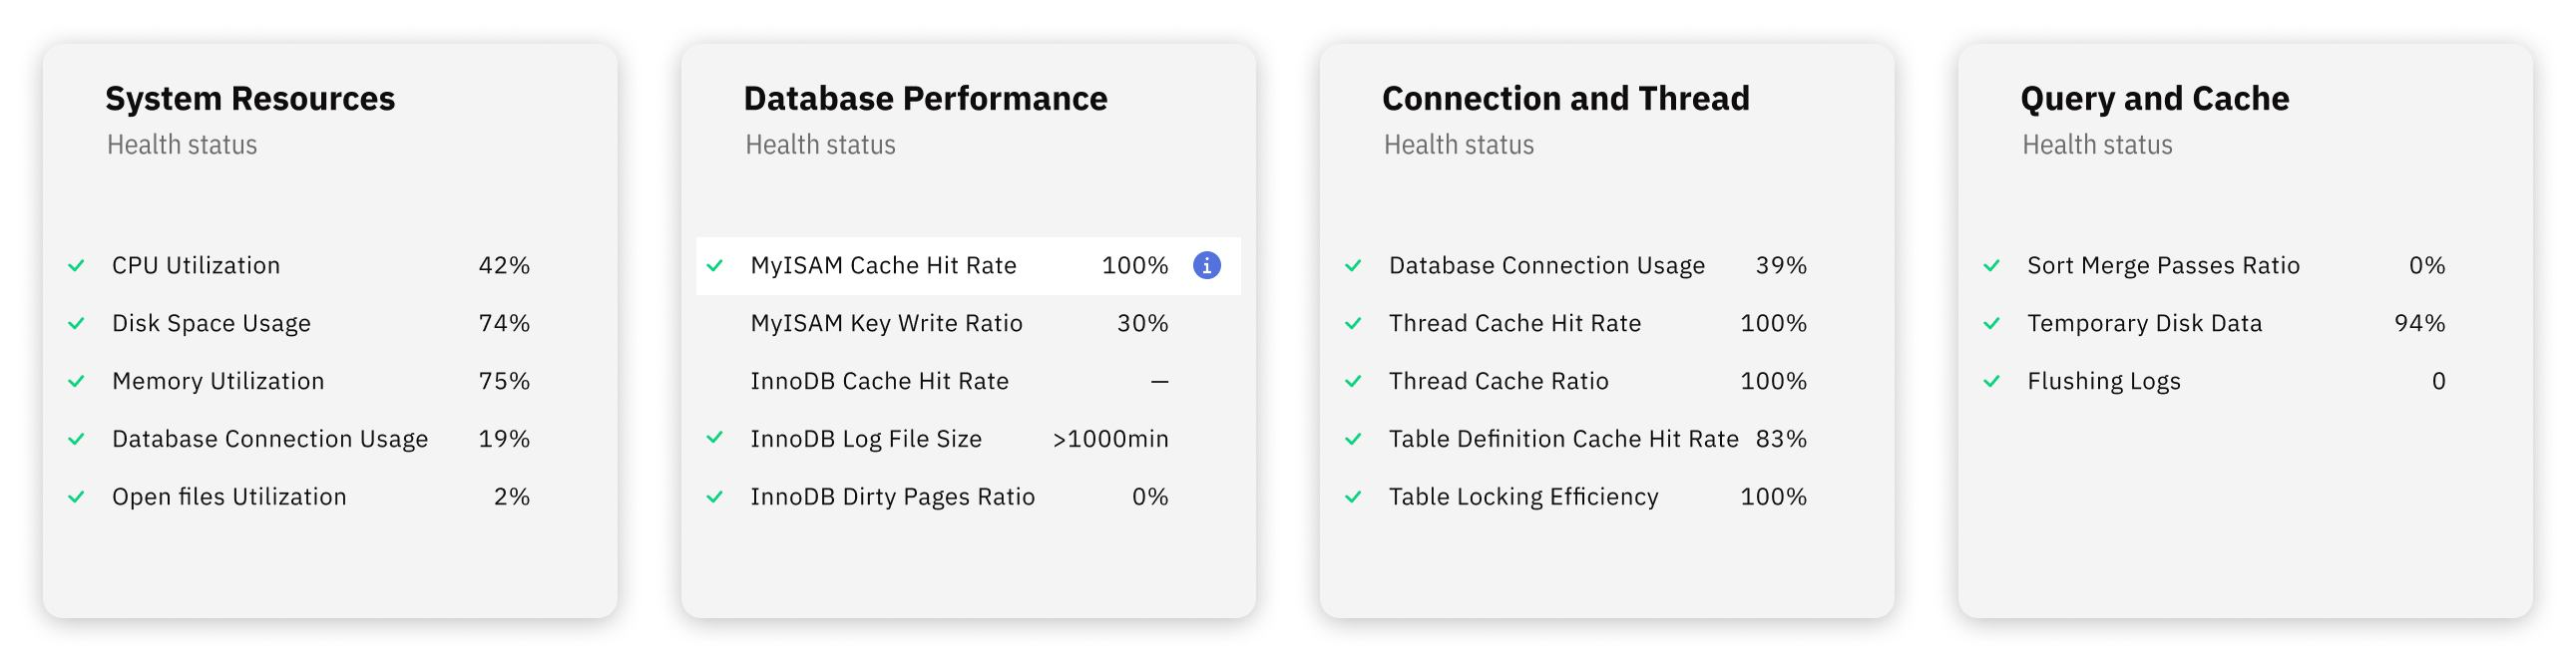 System Resources
Health status
CPU Utilization 42%
Disk Space Usage 74%
Memory Utilization 75%
Database Connection Usage 19%
Open files Utilization 2%
Database Performance
Health status
MyISAM Cache Hit Rate 100% i
MyISAM Key Write Ratio 30%
InnoDB Cache Hit Rate —
InnoDB Log File Size >1000min
InnoDB Dirty Pages Ratio 0%
Connection and Thread
Health status
Database Connection Usage 39%
Thread Cache Hit Rate 100%
Thread Cache Ratio 100%
Table Definition Cache Hit Rate 83%
Table Locking Efficiency 100%
Query and Cache
Health status
Sort Merge Passes Ratio 0%
Temporary Disk Data 94%
Flushing Logs 0